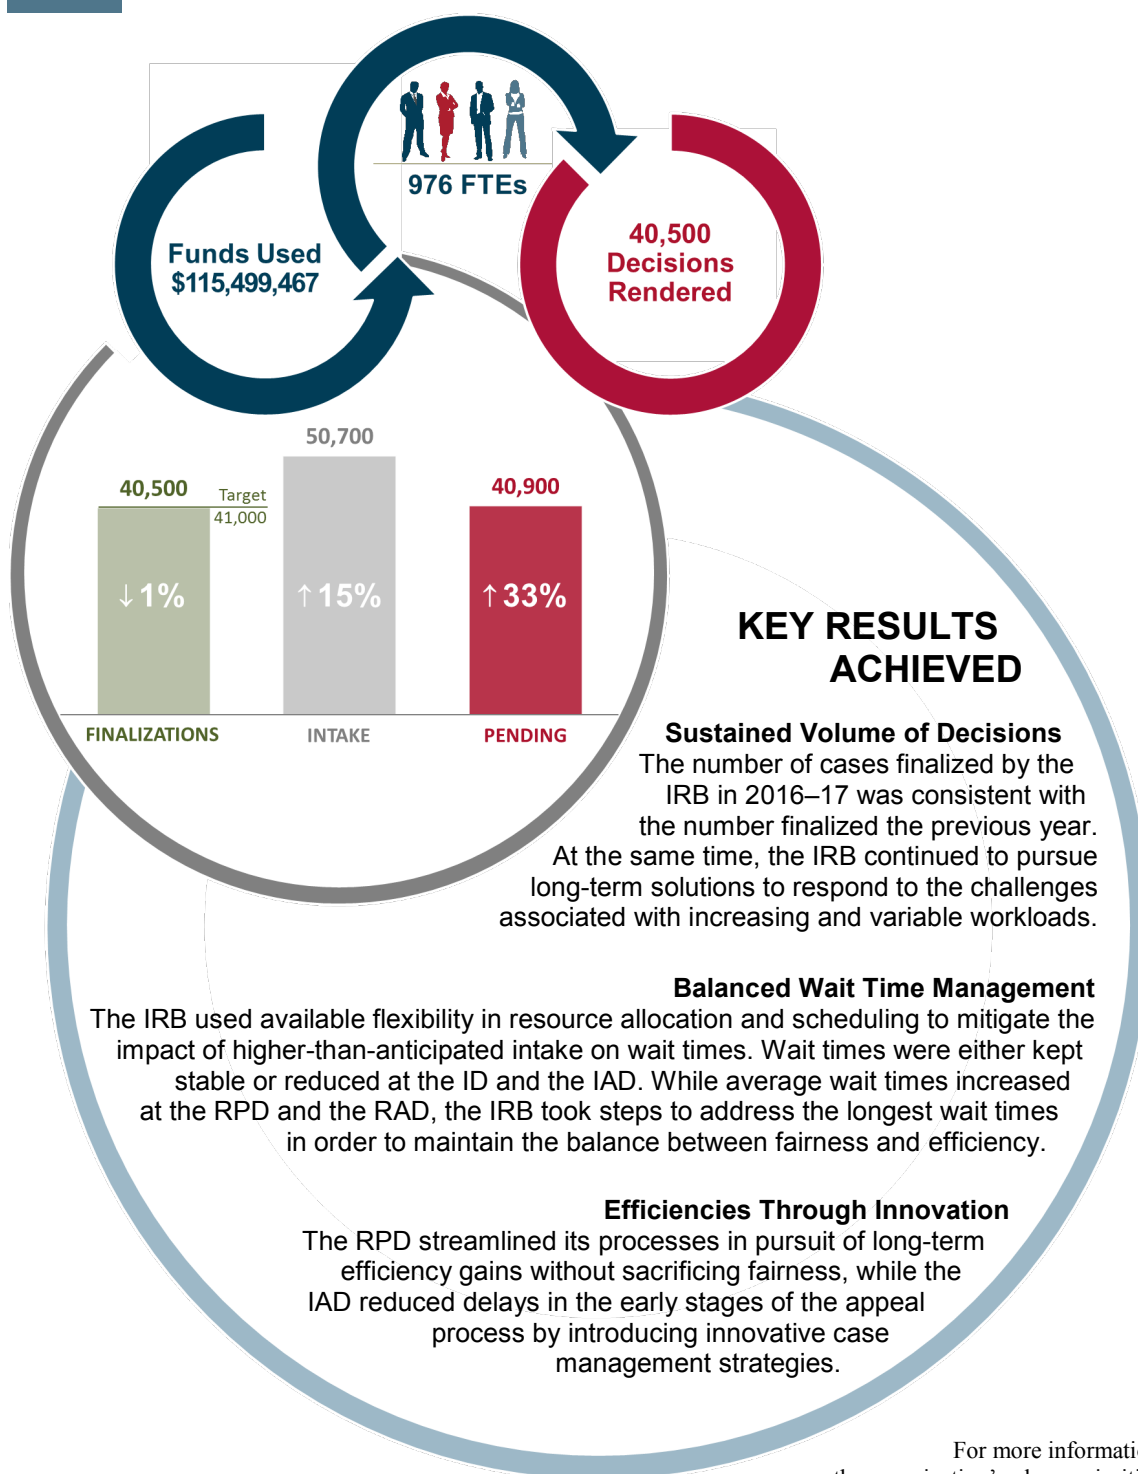 976 FTEs
Funds Used
$115,499,467
40,500
Decisions
Rendered
50,700
40,500
Target
41,000
40,900
↓1%
↑15%
↑33%
FINALIZATIONS
INTAKE
PENDING
KEY RESULTS
ACHIEVED
Sustained Volume of Decisions
The number of cases finalized by the
IRB in 2016–17 was consistent with
the number finalized the previous year.
At the same time, the IRB continued to pursue
long-term solutions to respond to the challenges
associated with increasing and variable workloads.
Balanced Wait Time Management
The IRB used available flexibility in resource allocation and scheduling to mitigate the
impact of higher-than-anticipated intake on wait times. Wait times were either kept
stable or reduced at the ID and the IAD. While average wait times increased
at the RPD and the RAD, the IRB took steps to address the longest wait times
in order to maintain the balance between fairness and efficiency.
Efficiencies Through Innovation
The RPD streamlined its processes in pursuit of long-term
efficiency gains without sacrificing fairness, while the
IAD reduced delays in the early stages of the appeal
process by introducing innovative case
management strategies.
For more informati